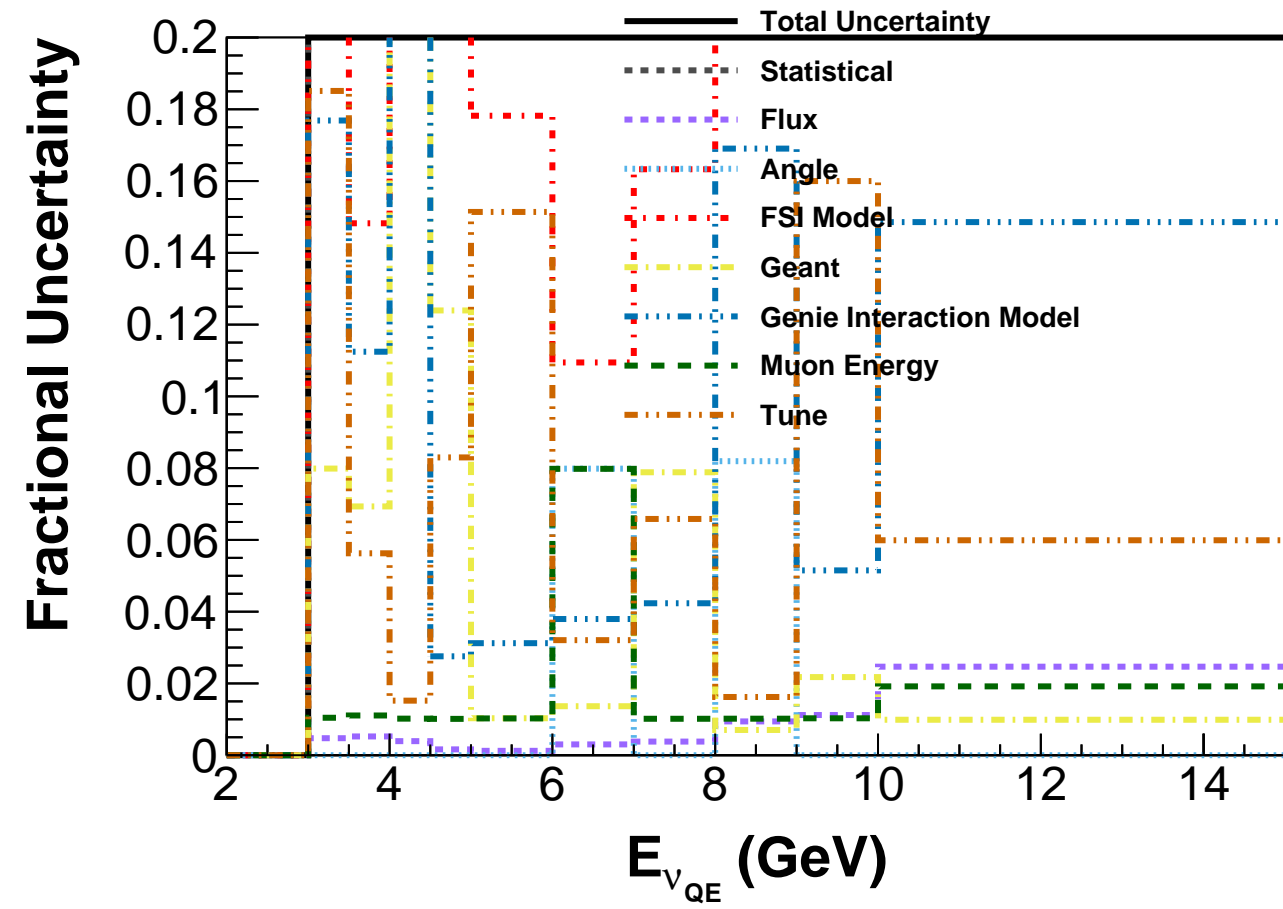 Total Uncertainty
Statistical
Flux
Angle
FSI Model
Geant
Genie Interaction Model
Muon Energy
Tune
Fractional Uncertainty
0.2
0.18
0.16
0.14
0.12
0.1
0.08
0.06
0.04
0.02
0
2 4 6 8 10 12 14
E_ν_QE (GeV)